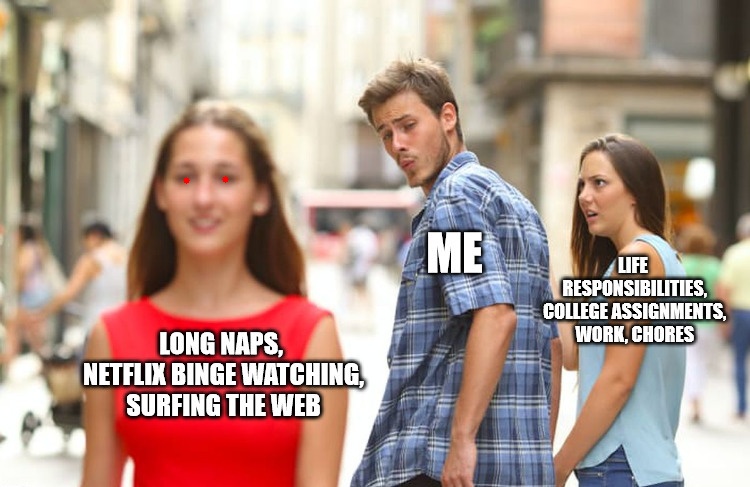 LONG NAPS,
NETFLIX BINGE WATCHING,
SURFING THE WEB
ME
LIFE
RESPONSIBILITIES,
COLLEGE ASSIGNMENTS,
WORK, CHORES